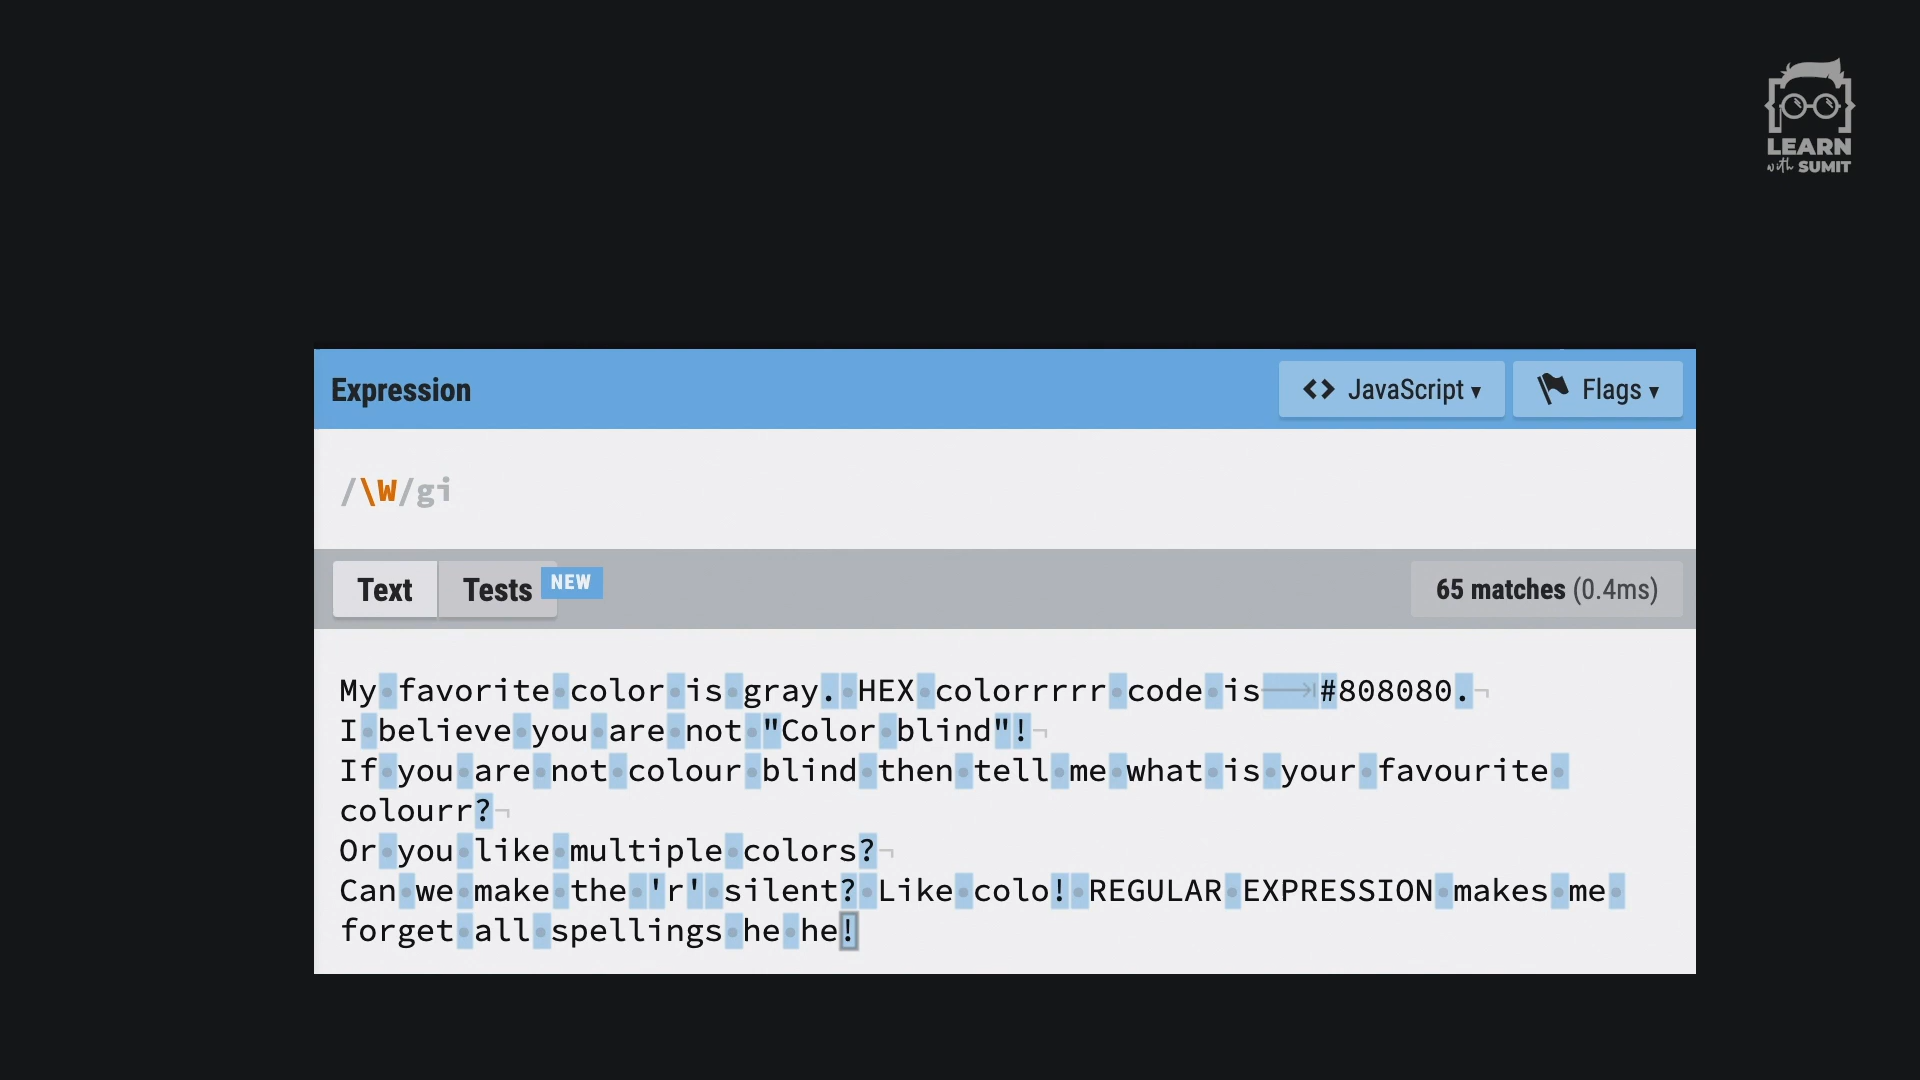 LEARN
with SUMIT
Expression
<> JavaScript ▾
Flags ▾
/\W/gi
Text
Tests
NEW
65 matches (0.4ms)
My favorite color is gray. HEX colorrrrr code is	#808080.
I believe you are not "Color blind"!
If you are not colour blind then tell me what is your favourite
colourr?
Or you like multiple colors?
Can we make the 'r' silent? Like colo! REGULAR EXPRESSION makes me
forget all spellings he he!